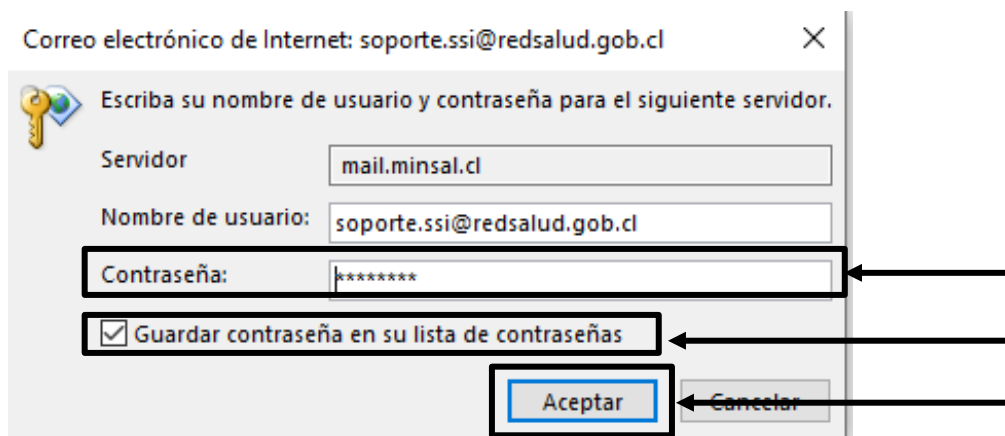 Correo electrónico de Internet: soporte.ssi@redsalud.gob.cl
Escriba su nombre de usuario y contraseña para el siguiente servidor.
Servidor mail.minsal.cl
Nombre de usuario: soporte.ssi@redsalud.gob.cl
Contraseña: ********
Guardar contraseña en su lista de contraseñas
Aceptar Cancelar